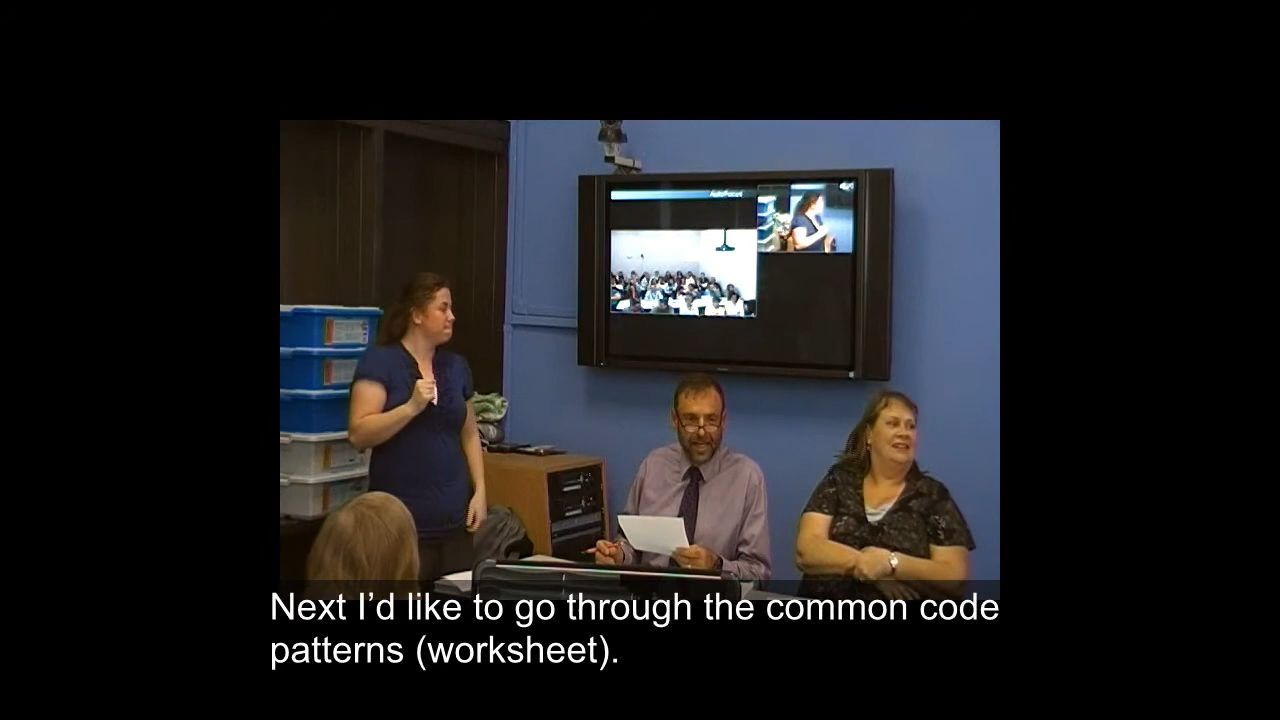 Next I’d like to go through the common code
patterns (worksheet).